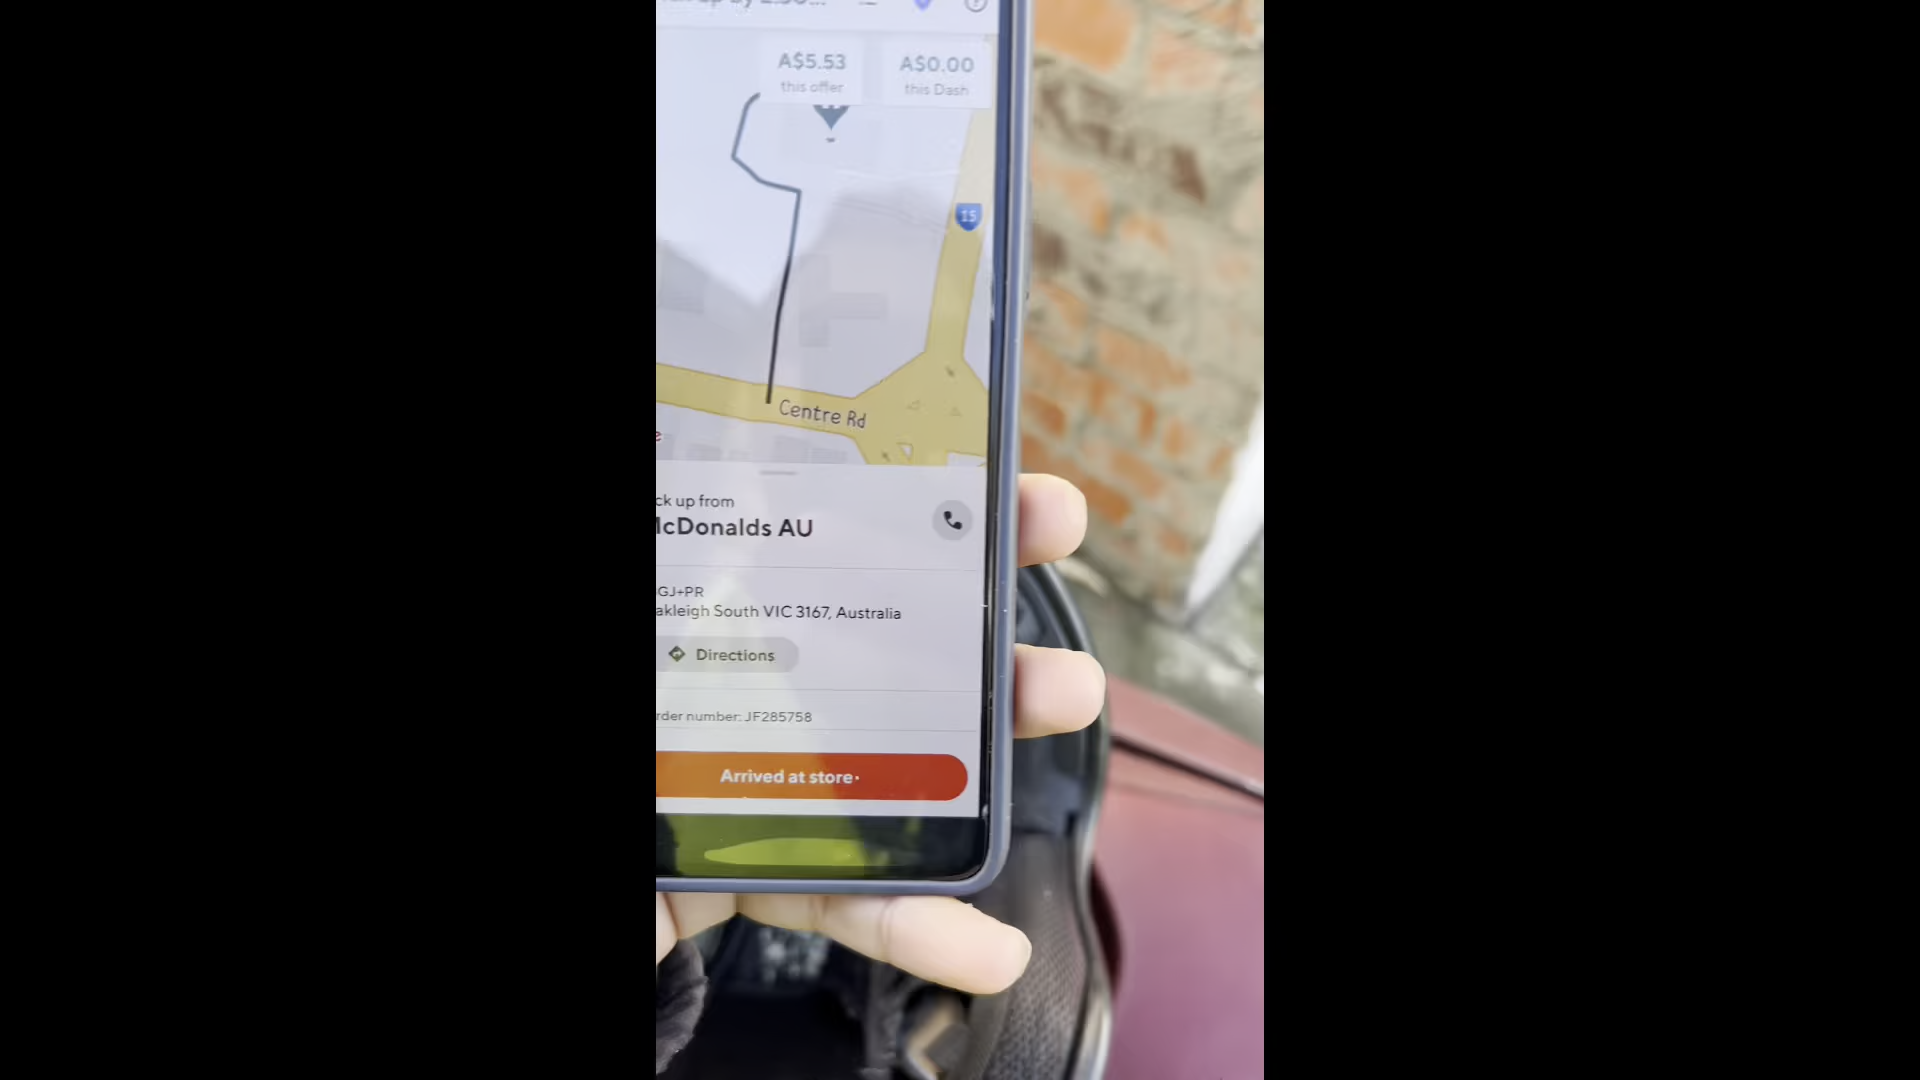 A$5.53
A$0.00
this offer
this Dash
15
Centre Rd
ck up from
McDonalds AU
GJ+PR
akleigh South VIC 3167, Australia
Directions
rder number: JF285758
Arrived at store